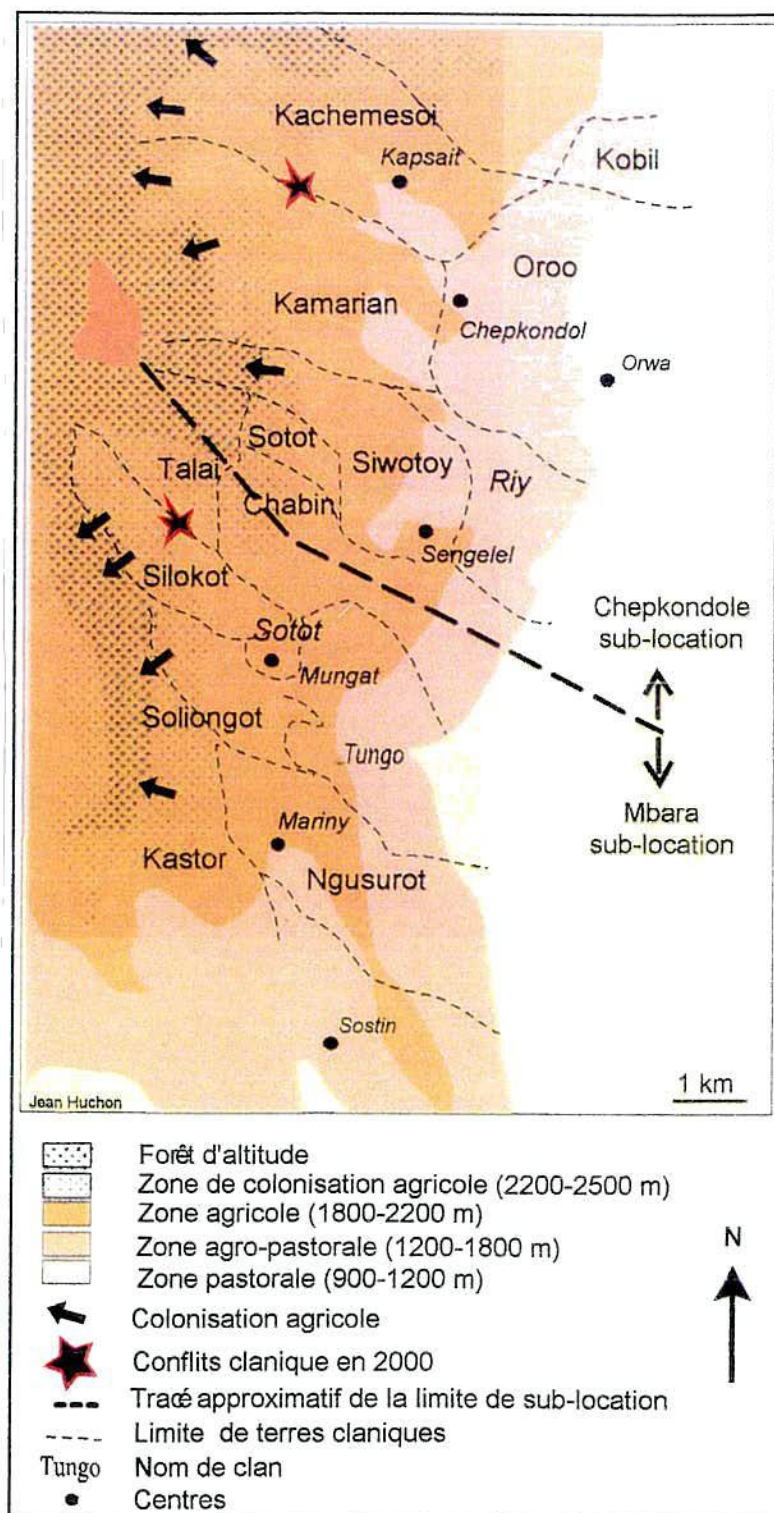 Kachemesoi
Kapsait
Kobil
Oroo
Kamarian
Chepkondol
Orwa
Sotot
Siwotoy
Talai
Riy
Chabin
Sengelel
Silokot
Chepkondole
sub-location
Sotot
Mungat
Soliongot
Tungo
Mbara
sub-location
Mariny
Kastor
Ngusurot
Sostin
1 km
Jean Huchon
Forêt d'altitude
Zone de colonisation agricole (2200-2500 m)
Zone agricole (1800-2200 m)
Zone agro-pastorale (1200-1800 m)
Zone pastorale (900-1200 m)
N
Colonisation agricole
Conflits clanique en 2000
Tracé approximatif de la limite de sub-location
Limite de terres claniques
Tungo Nom de clan
Centres